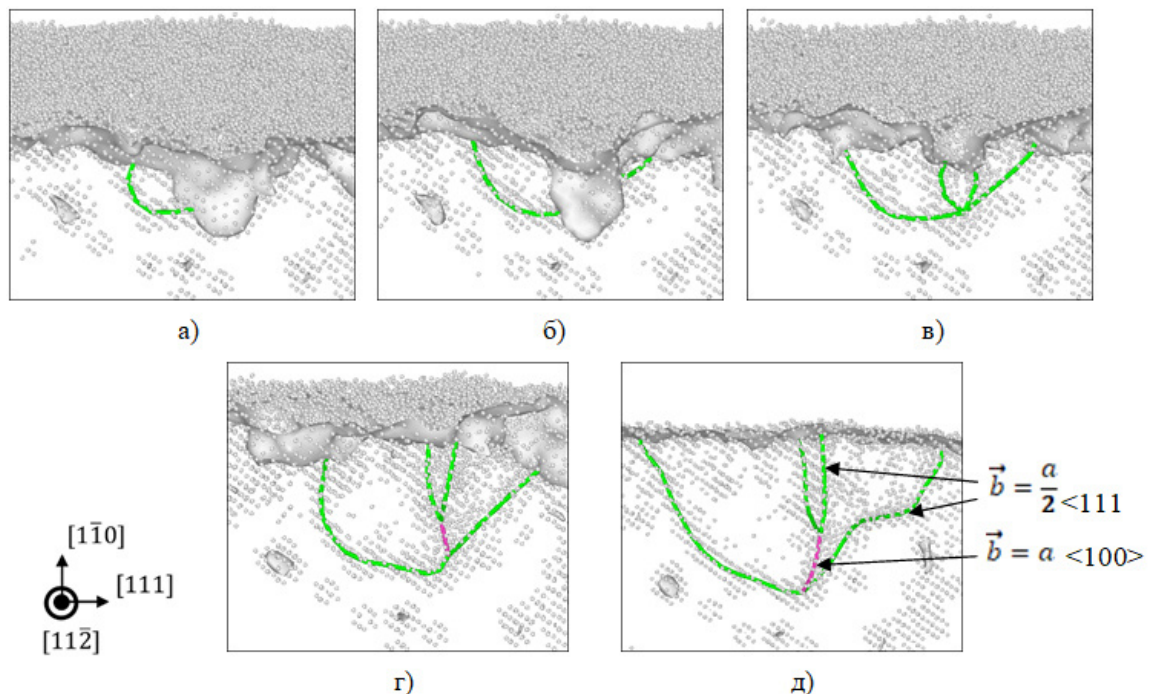 а)
б)
в)
[11̅0]
[111]
[112̅]
b⃗ = a/2 <111
b⃗ = a <100>
г)
д)